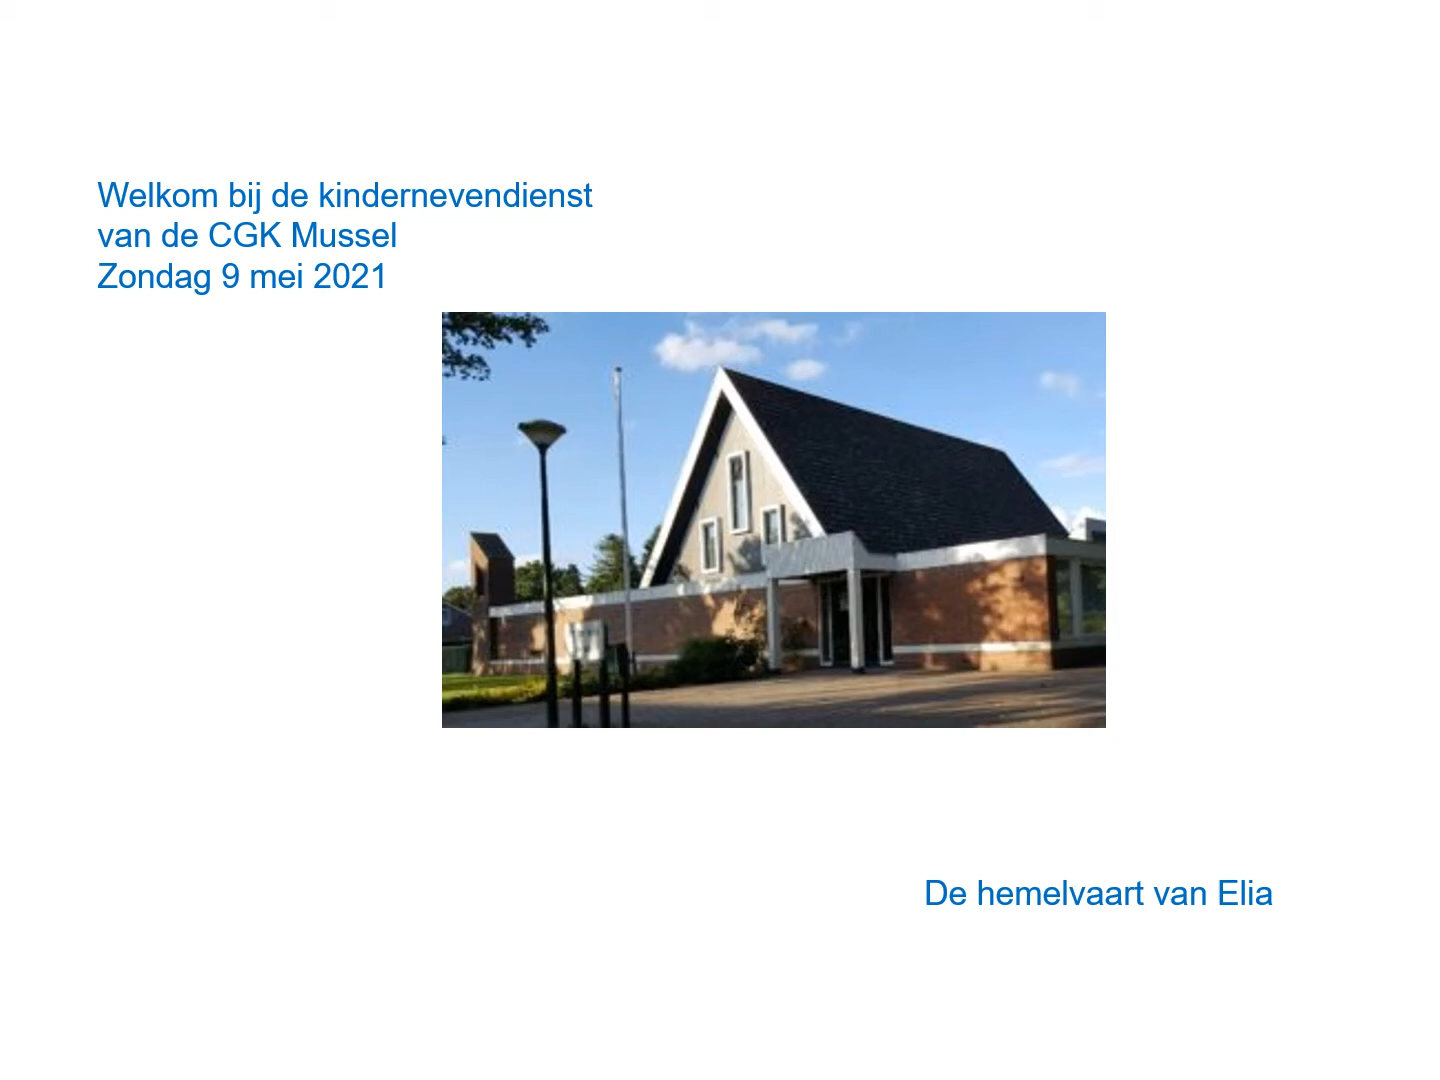 Welkom bij de kindernevendienst
van de CGK Mussel
Zondag 9 mei 2021
De hemelvaart van Elia